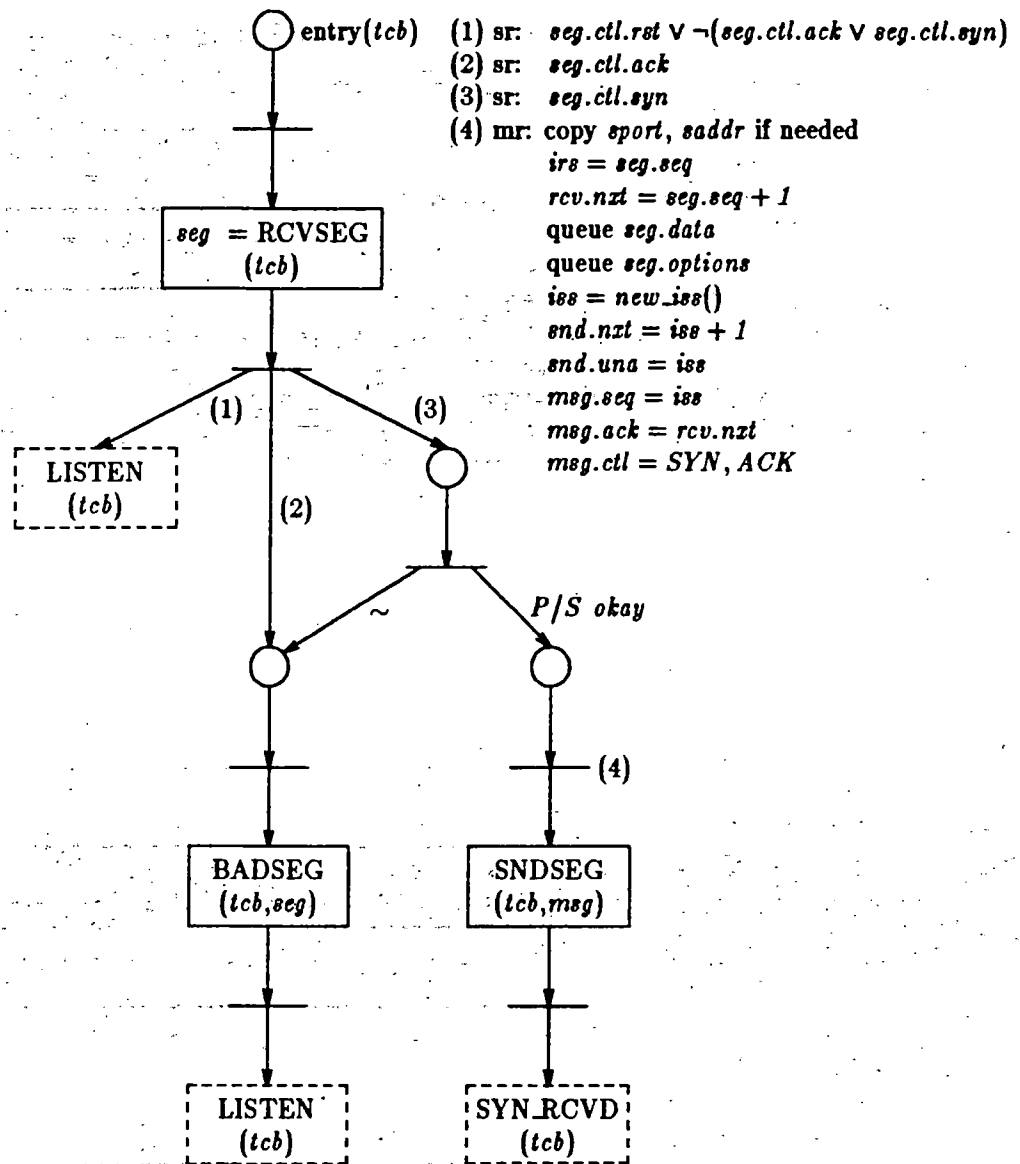 entry(tcb)
(1) sr: seg.ctl.rst ∨ ¬(seg.ctl.ack ∨ seg.ctl.syn)
(2) sr: seg.ctl.ack
(3) sr: seg.ctl.syn
(4) mr: copy sport, saddr if needed
irs = seg.seq
rcv.nxt = seg.seq + 1
queue seg.data
queue seg.options
iss = new_iss()
snd.nxt = iss + 1
snd.una = iss
msg.seq = iss
msg.ack = rcv.nxt
msg.ctl = SYN, ACK
seg = RCVSEG
(tcb)
(1)
(3)
LISTEN
(tcb)
(2)
~
P/S okay
(4)
BADSEG
(tcb,seg)
SNDSEG
(tcb,msg)
LISTEN
(tcb)
SYN_RCVD
(tcb)